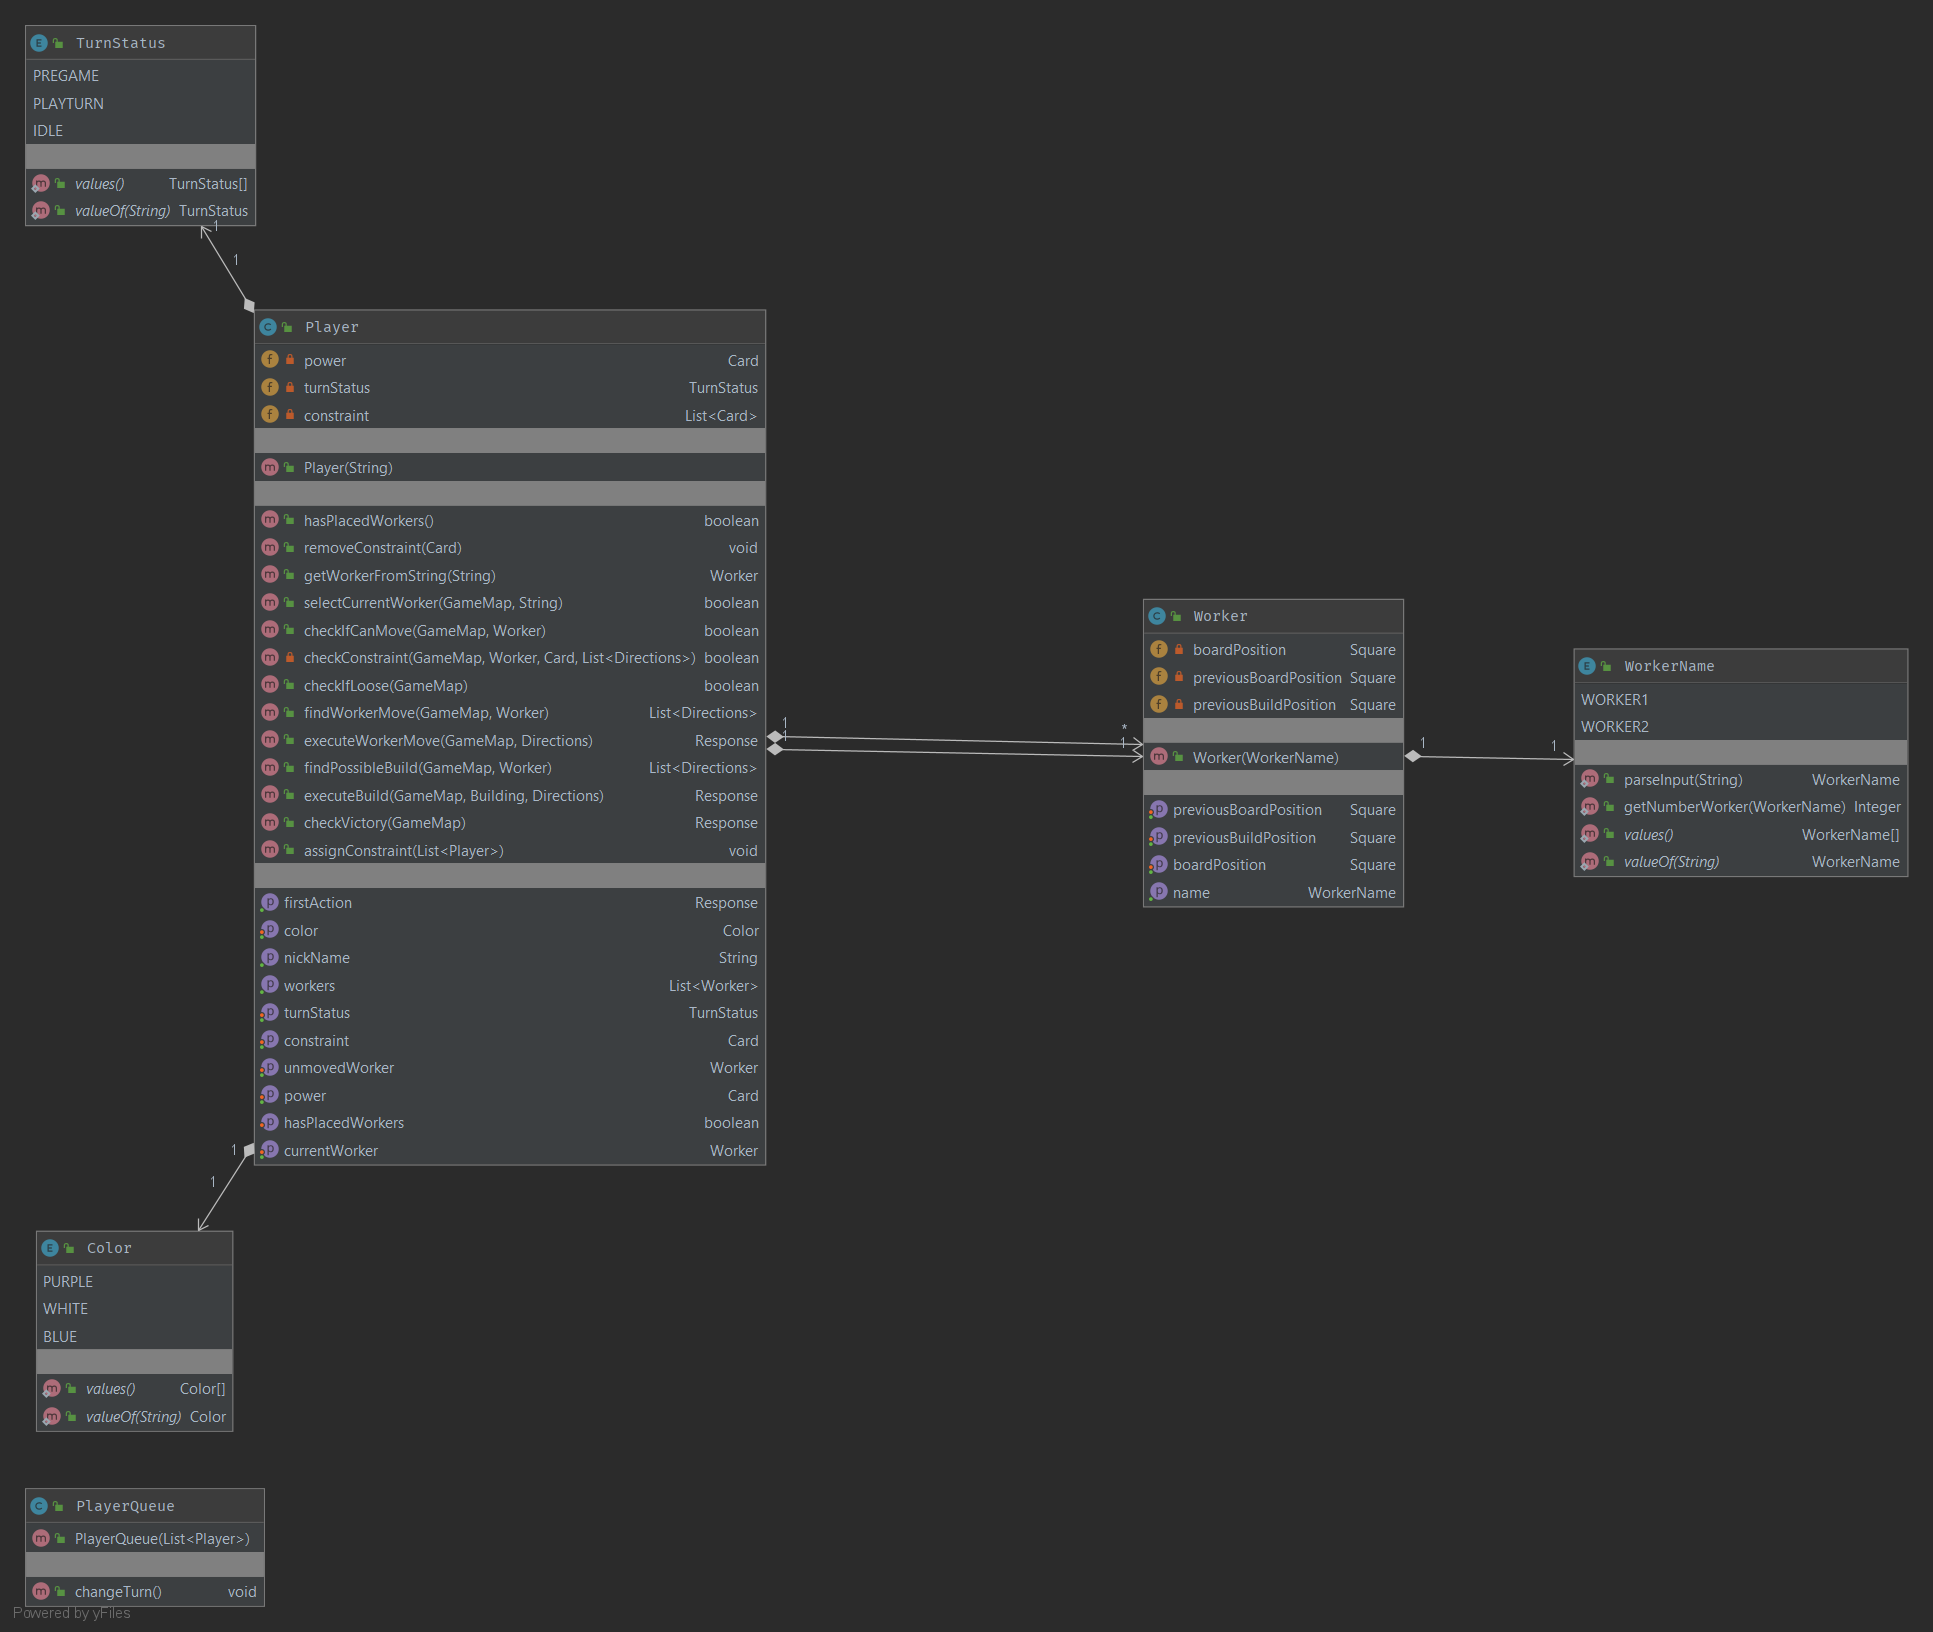 TurnStatus
PREGAME
PLAYTURN
IDLE
values() TurnStatus[]
valueOf(String) TurnStatus
1
1
Player
power Card
turnStatus TurnStatus
constraint List<Card>
Player(String)
hasPlacedWorkers() boolean
removeConstraint(Card) void
getWorkerFromString(String) Worker
selectCurrentWorker(GameMap, String) boolean
checkIfCanMove(GameMap, Worker) boolean
checkConstraint(GameMap, Worker, Card, List<Directions>) boolean
checkIfLoose(GameMap) boolean
findWorkerMove(GameMap, Worker) List<Directions>
executeWorkerMove(GameMap, Directions) Response
findPossibleBuild(GameMap, Worker) List<Directions>
executeBuild(GameMap, Building, Directions) Response
checkVictory(GameMap) Response
assignConstraint(List<Player>) void
firstAction Response
color Color
nickName String
workers List<Worker>
turnStatus TurnStatus
constraint Card
unmovedWorker Worker
power Card
hasPlacedWorkers boolean
currentWorker Worker
1
*
1
1
Worker
boardPosition Square
previousBoardPosition Square
previousBuildPosition Square
Worker(WorkerName)
previousBoardPosition Square
previousBuildPosition Square
boardPosition Square
name WorkerName
1
1
WorkerName
WORKER1
WORKER2
parseInput(String) WorkerName
getNumberWorker(WorkerName) Integer
values() WorkerName[]
valueOf(String) WorkerName
1
1
Color
PURPLE
WHITE
BLUE
values() Color[]
valueOf(String) Color
PlayerQueue
PlayerQueue(List<Player>)
changeTurn() void
Powered by yFiles